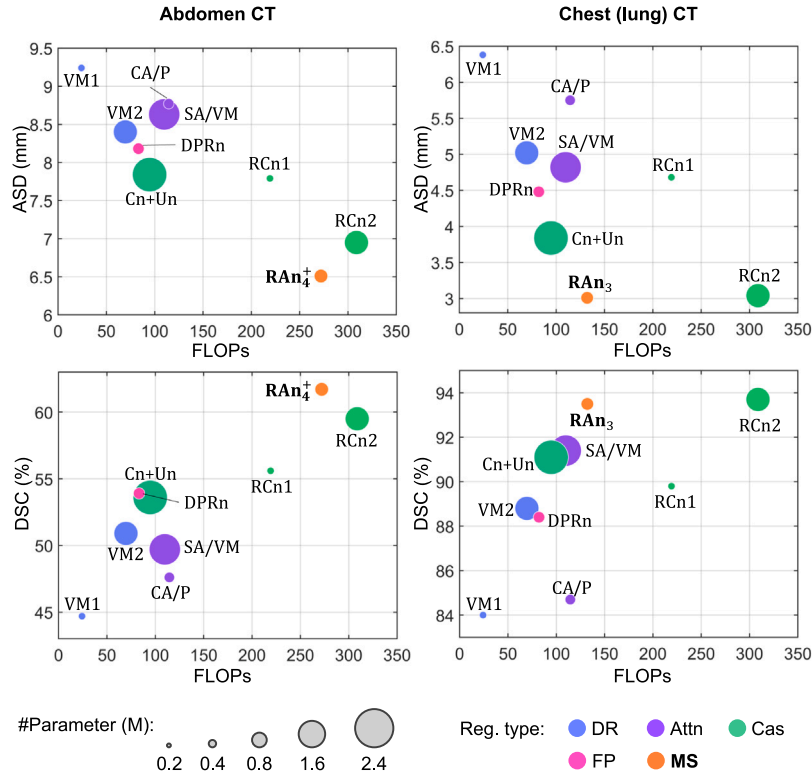 Abdomen CT
9.5
9
8.5
8
7.5
7
6.5
6
ASD (mm)
VM1
CA/P
VM2
SA/VM
DPRn
Cn+Un
RCn1
RCn2
RAn₄⁺
0 50 100 150 200 250 300 350
FLOPs
Chest (lung) CT
6.5
6
5.5
5
4.5
4
3.5
3
ASD (mm)
VM1
CA/P
VM2
SA/VM
DPRn
RCn1
Cn+Un
RAn₃
RCn2
0 50 100 150 200 250 300 350
FLOPs
60
55
50
45
DSC (%)
RAn₄⁺
RCn2
Cn+Un
RCn1
DPRn
VM2
SA/VM
CA/P
VM1
0 50 100 150 200 250 300 350
FLOPs
94
92
90
88
86
84
DSC (%)
RAn₃
RCn2
SA/VM
Cn+Un
RCn1
VM2
DPRn
CA/P
VM1
0 50 100 150 200 250 300 350
FLOPs
#Parameter (M):
0.2 0.4 0.8 1.6 2.4
Reg. type: DR Attn Cas
FP MS